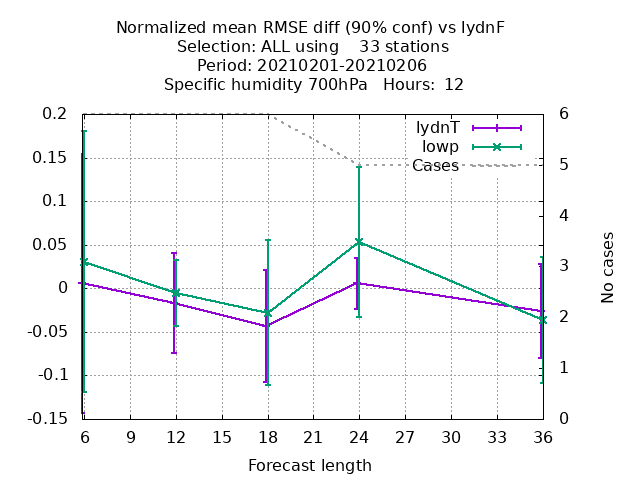 Normalized mean RMSE diff (90% conf) vs lydnF
Selection: ALL using    33 stations
Period: 20210201-20210206
Specific humidity 700hPa   Hours:  12
0.2
0.15
0.1
0.05
0
-0.05
-0.1
-0.15
6
5
4
3
2
1
0
lydnT
lowp
Cases
No cases
6 9 12 15 18 21 24 27 30 33 36
Forecast length